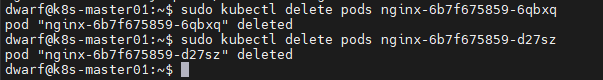 dwarf@k8s-master01:~$ sudo kubectl delete pods nginx-6b7f675859-6qbxq
pod "nginx-6b7f675859-6qbxq" deleted
dwarf@k8s-master01:~$ sudo kubectl delete pods nginx-6b7f675859-d27sz
pod "nginx-6b7f675859-d27sz" deleted
dwarf@k8s-master01:~$